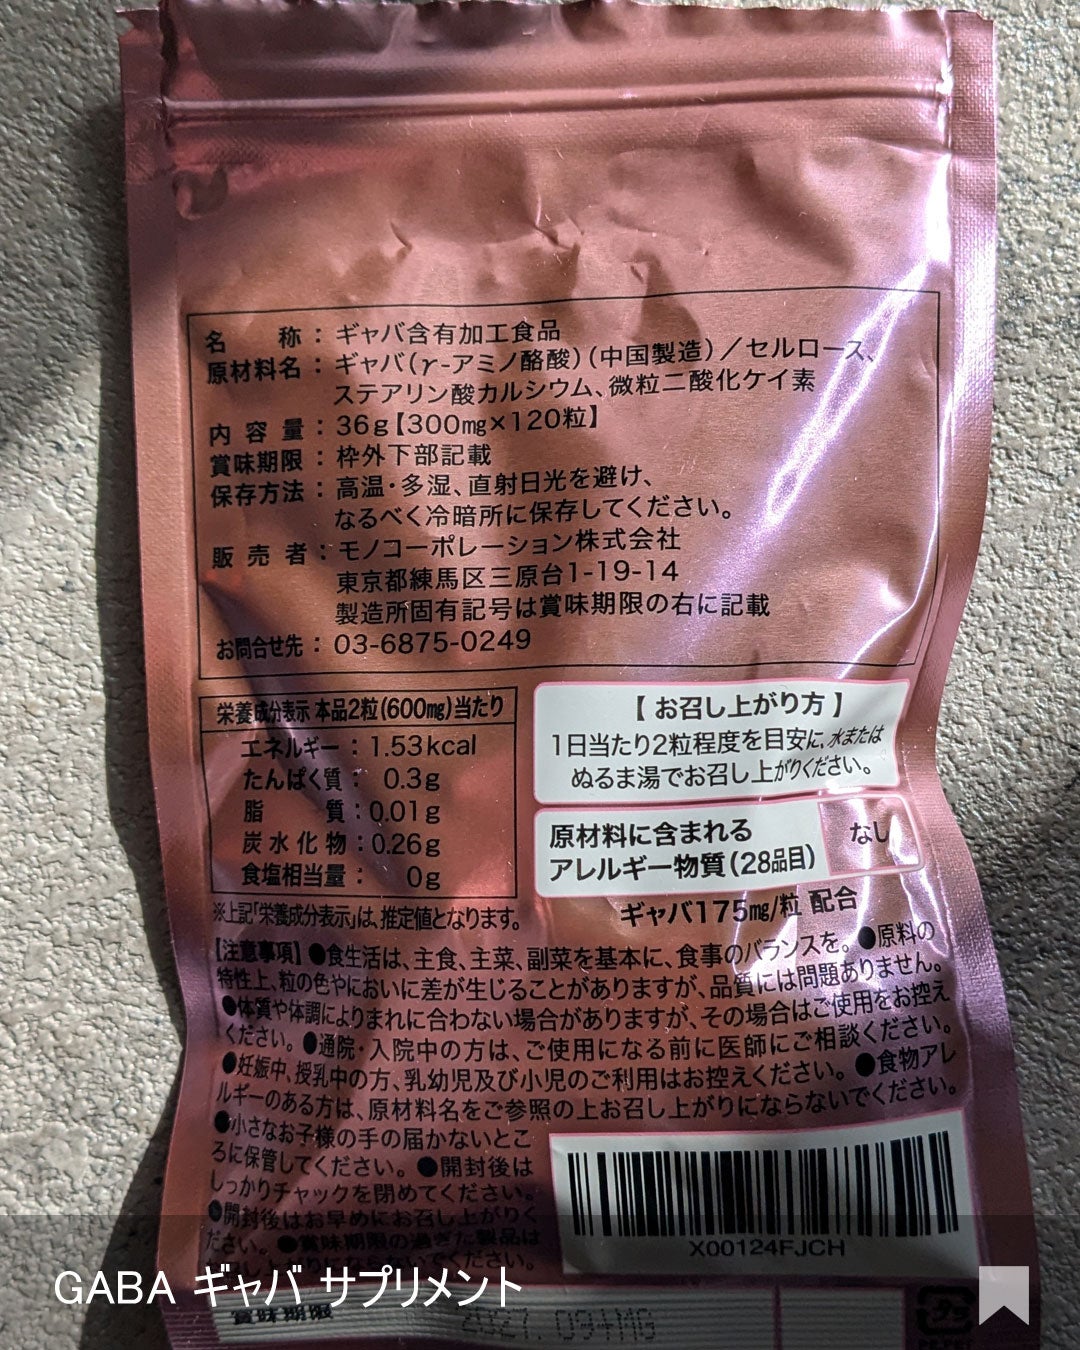 名称：ギャバ含有加工食品
原材料名：ギャバ(γ-アミノ酪酸)(中国製造)／セルロース、
ステアリン酸カルシウム、微粒二酸化ケイ素
内容量：36g【300mg×120粒】
賞味期限：枠外下部記載
保存方法：高温・多湿、直射日光を避け、
なるべく冷暗所に保存してください。
販売者：モノコーポレーション株式会社
東京都練馬区三原台1-19-14
製造所固有記号は賞味期限の右に記載
お問合せ先：03-6875-0249
栄養成分表示 本品2粒(600mg)当たり
エネルギー：1.53kcal
たんぱく質：0.3g
脂質：0.01g
炭水化物：0.26g
食塩相当量：0g
※上記「栄養成分表示」は、推定値となります。
【お召し上がり方】
1日当たり2粒程度を目安に、水または
ぬるま湯でお召し上がりください。
原材料に含まれる
アレルギー物質(28品目)
なし
ギャバ175mg/粒 配合
【注意事項】●食生活は、主食、主菜、副菜を基本に、食事のバランスを。●原料の
特性上、粒の色やにおいに差が生じることがありますが、品質には問題ありません。
●体質や体調によりまれに合わない場合がありますが、その場合はご使用をお控え
ください。●通院・入院中の方は、ご使用になる前に医師にご相談ください。
●妊娠中、授乳中の方、乳幼児及び小児のご利用はお控えください。●食物アレ
ルギーのある方は、原材料名をご参照の上お召し上がりにならないでください。
●小さなお子様の手の届かないとこ
ろに保管してください。●開封後は
しっかりチャックを閉めてください。
●開封後はお早めにお召し上がりく
ださい。●賞味期限の過ぎた製品は
X00124FJCH
GABA ギャバ サプリメント
賞味期限